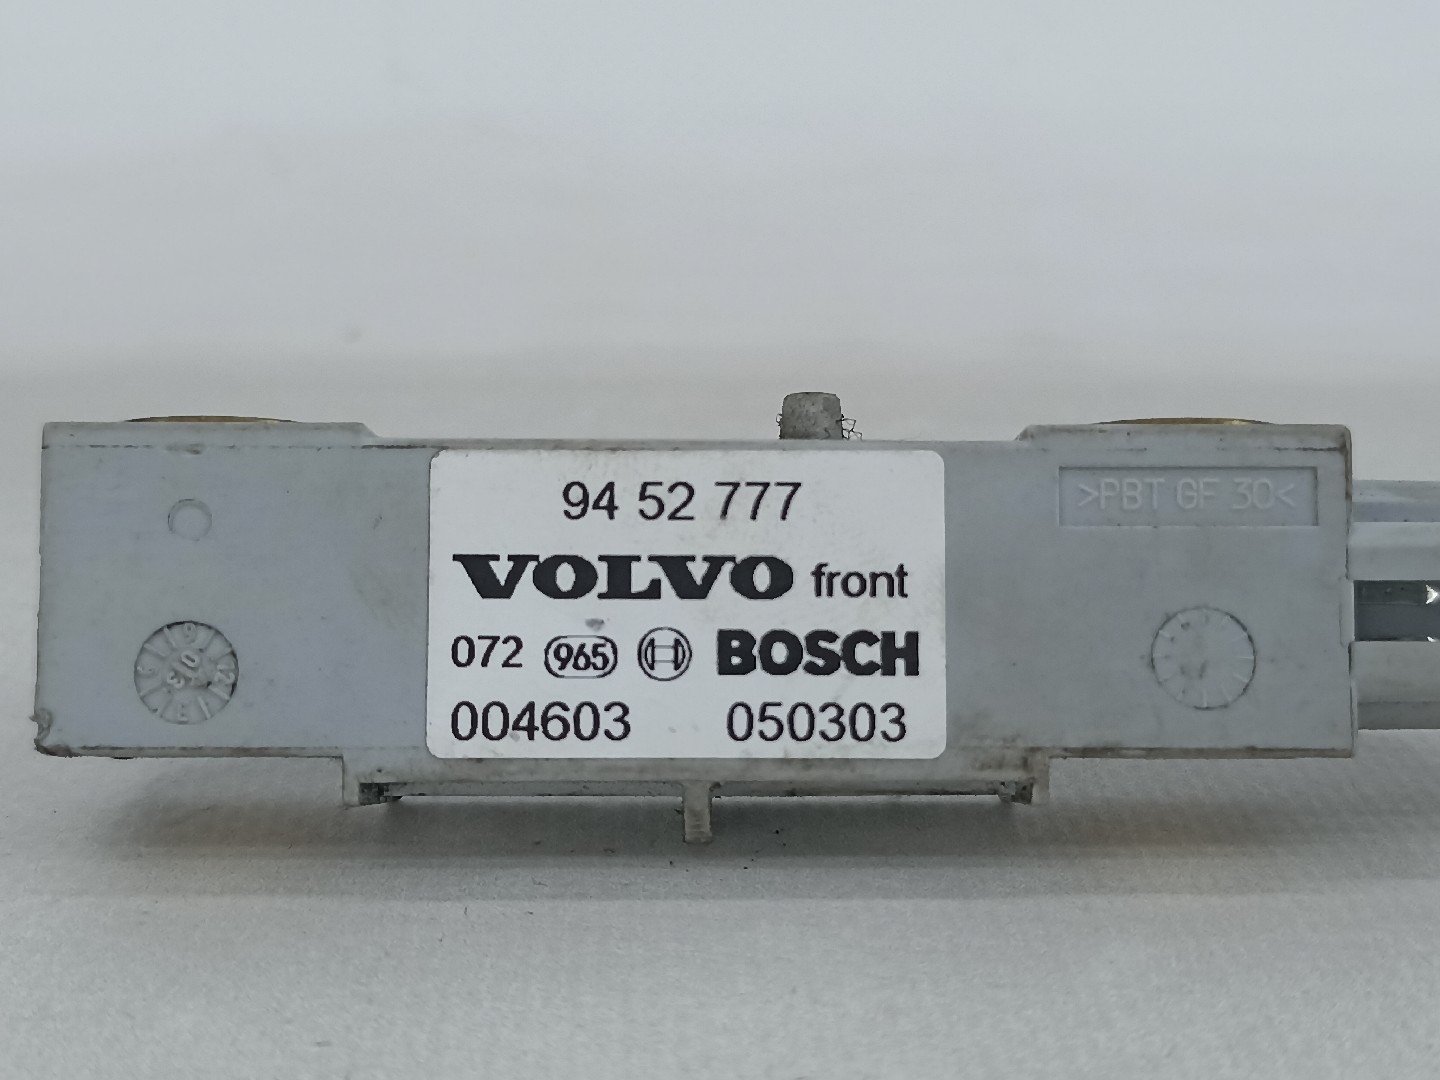 94 52 777
VOLVO front
072 965 BOSCH
004603 050303
>PBT GF 30<